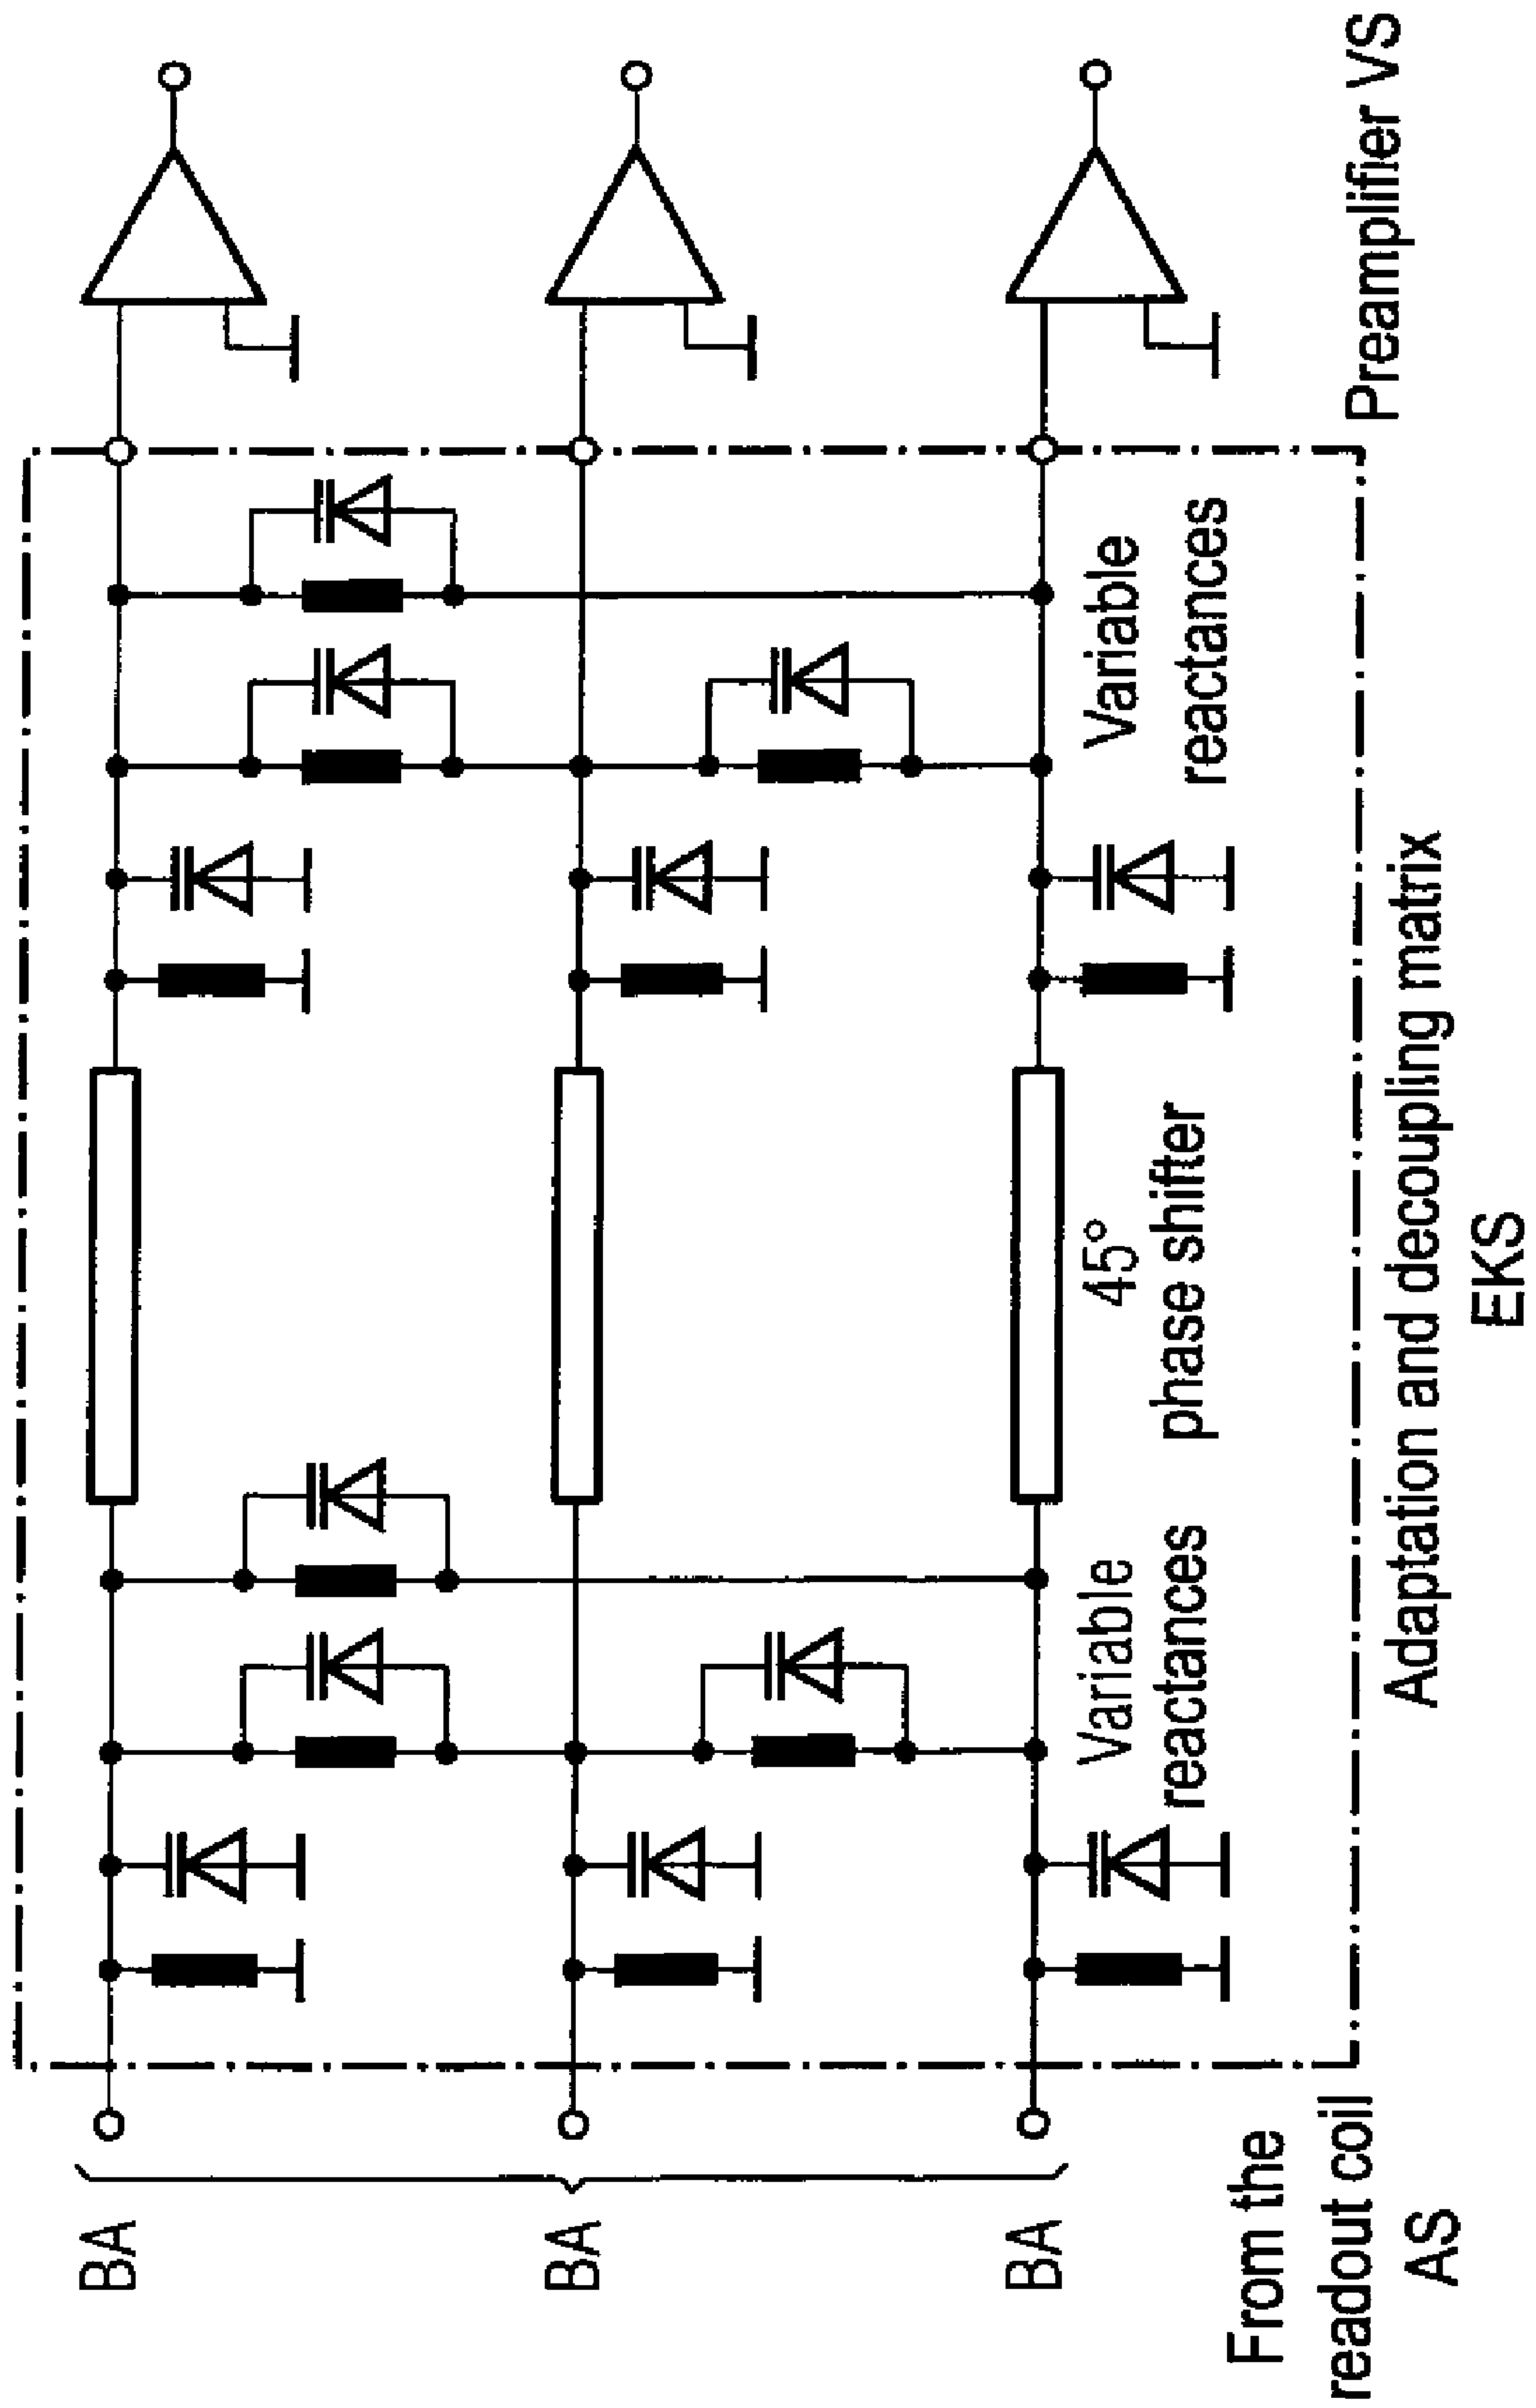 BA
BA
BA
From the
readout coil
AS
Variable
reactances
45°
phase shifter
Variable
reactances
Adaptation and decoupling matrix
EKS
Preamplifier VS